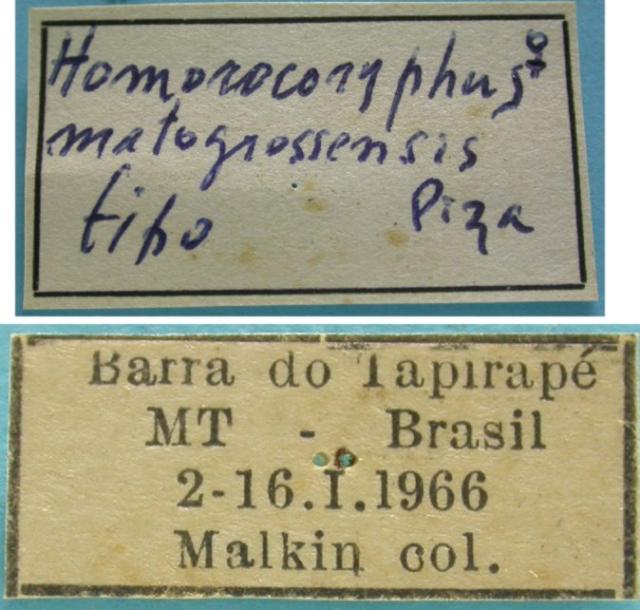 Homorocoryphus ♀
matogrossensis
tipo Piza
Barra do Tapirapé
MT - Brasil
2-16.I.1966
Malkin col.